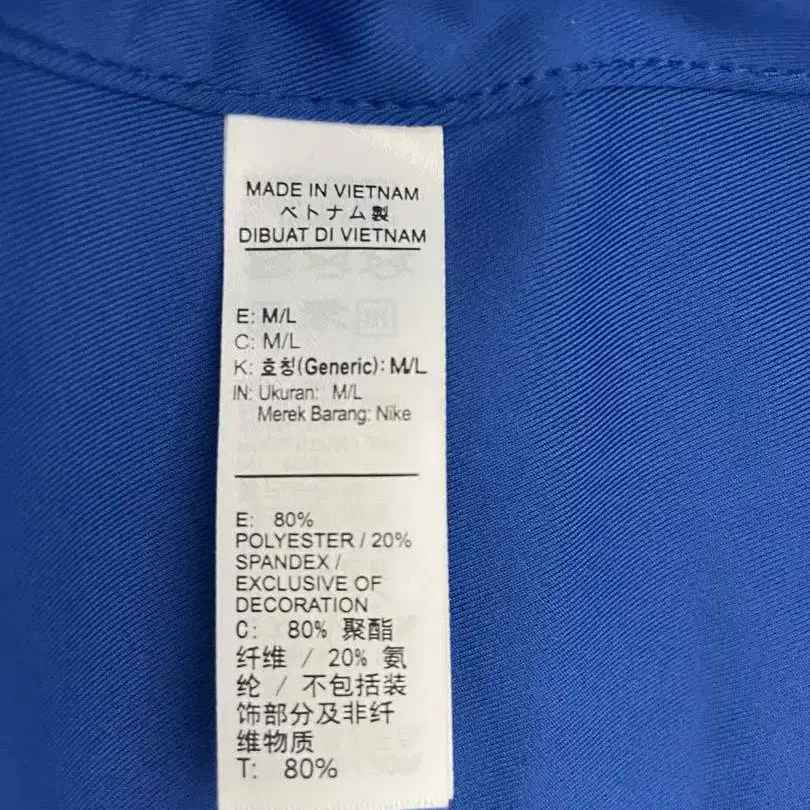 MADE IN VIETNAM
ベトナム製
DIBUAT DI VIETNAM
E: M/L
C: M/L
K: 호칭(Generic): M/L
IN: Ukuran: M/L
Merek Barang: Nike
E: 80%
POLYESTER / 20%
SPANDEX /
EXCLUSIVE OF
DECORATION
C: 80% 聚酯
纤维 / 20% 氨
纶 / 不包括装
饰部分及非纤
维物质
T: 80%